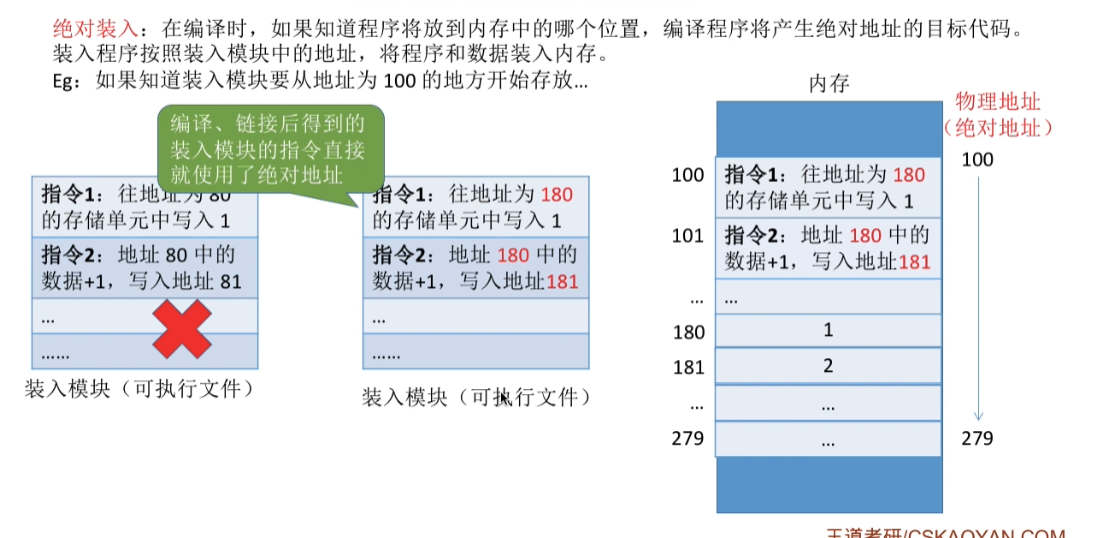 绝对装入：在编译时，如果知道程序将放到内存中的哪个位置，编译程序将产生绝对地址的目标代码。
装入程序按照装入模块中的地址，将程序和数据装入内存。
Eg：如果知道装入模块要从地址为 100 的地方开始存放...
编译、链接后得到的
装入模块的指令直接
就使用了绝对地址
指令1：往地址为 80
的存储单元中写入 1
指令2：地址 80 中的
数据+1，写入地址 81
...
......
装入模块（可执行文件）
指令1：往地址为 180
的存储单元中写入 1
指令2：地址 180 中的
数据+1，写入地址181
...
......
装入模块（可执行文件）
内存
物理地址
（绝对地址）
100
100
指令1：往地址为 180
的存储单元中写入 1
101
指令2：地址 180 中的
数据+1，写入地址181
... ...
180 1
181 2
... ...
279 ...
279
王道考研/CSKAOYAN.COM